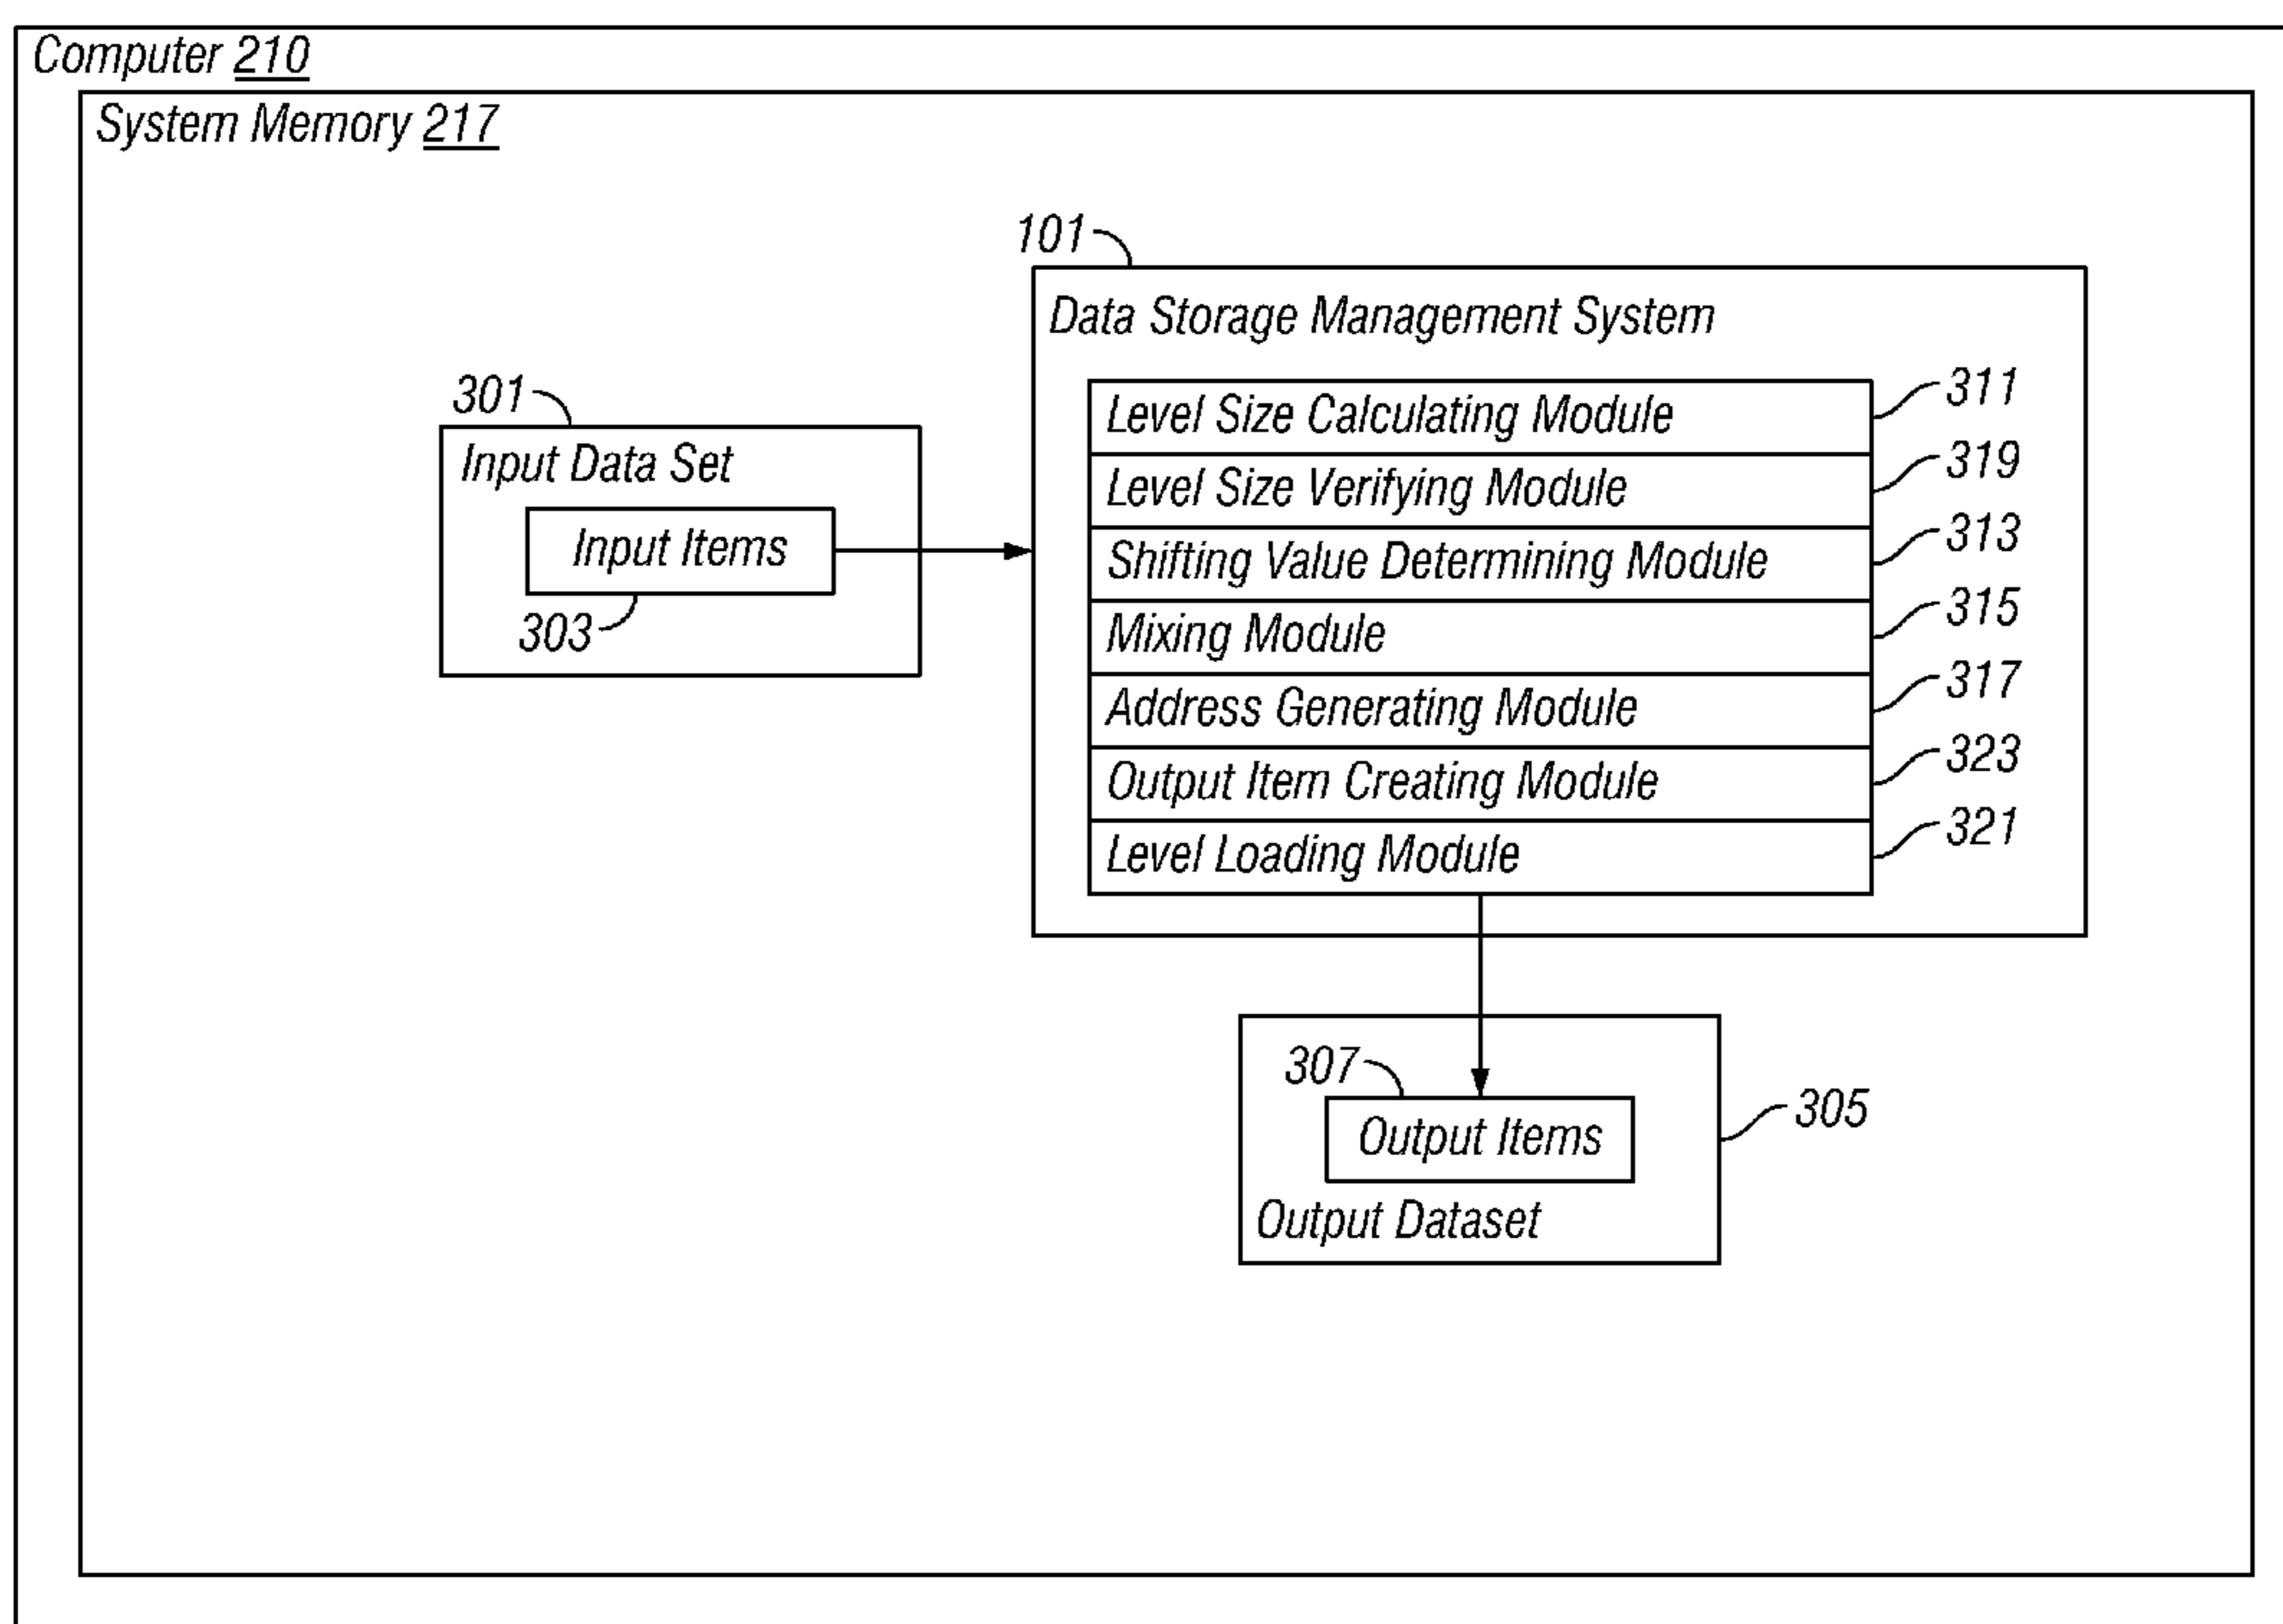 Computer 210
System Memory 217
101
Data Storage Management System
301
Input Data Set
Input Items
303
Level Size Calculating Module 311
Level Size Verifying Module 319
Shifting Value Determining Module 313
Mixing Module 315
Address Generating Module 317
Output Item Creating Module 323
Level Loading Module 321
307
Output Items
305
Output Dataset